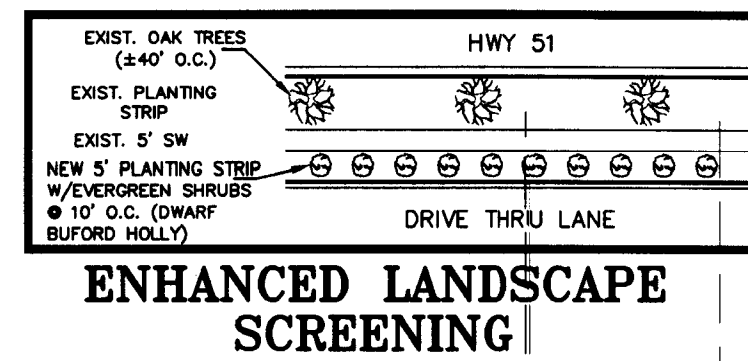 EXIST. OAK TREES
(±40' O.C.)
HWY 51
EXIST. PLANTING
STRIP
EXIST. 5' SW
NEW 5' PLANTING STRIP
W/EVERGREEN SHRUBS
@ 10' O.C. (DWARF
BUFORD HOLLY)
DRIVE THRU LANE
ENHANCED LANDSCAPE
SCREENING